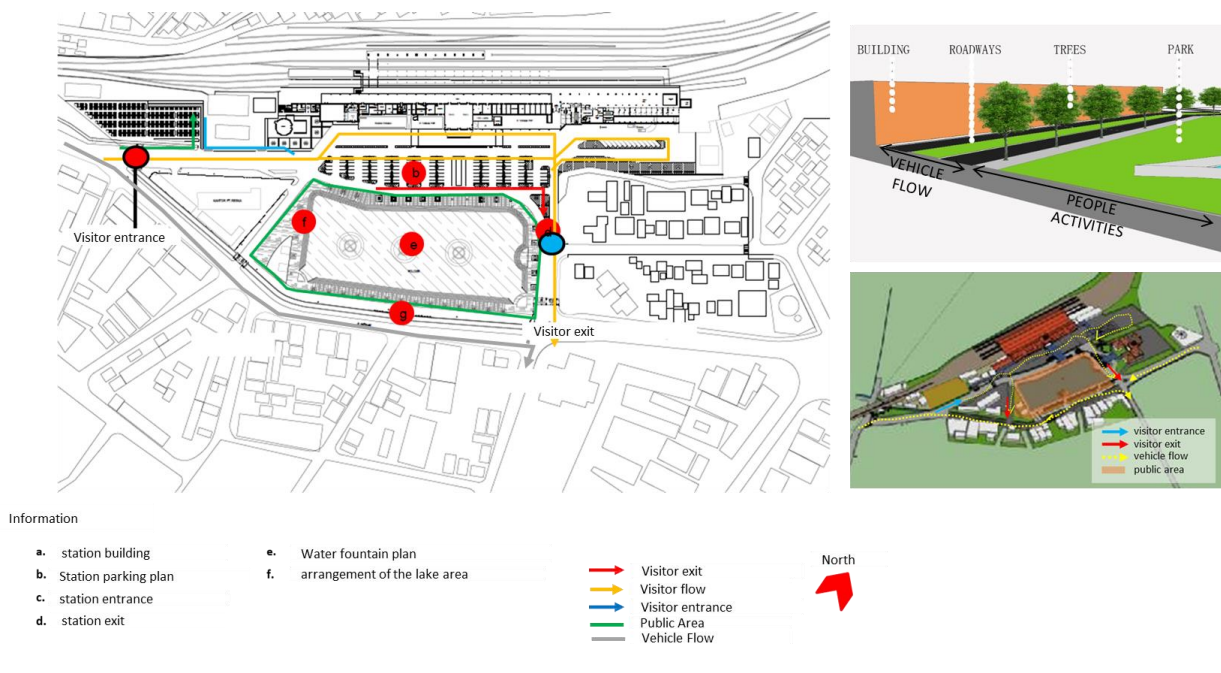 BUILDING ROADWAYS TREES PARK
VEHICLE
FLOW
PEOPLE
ACTIVITIES
b
f
e
g
Visitor entrance
Visitor exit
visitor entrance
visitor exit
vehicle flow
public area
Information
a. station building
b. Station parking plan
c. station entrance
d. station exit
e. Water fountain plan
f. arrangement of the lake area
Visitor exit
Visitor flow
Visitor entrance
Public Area
Vehicle Flow
North